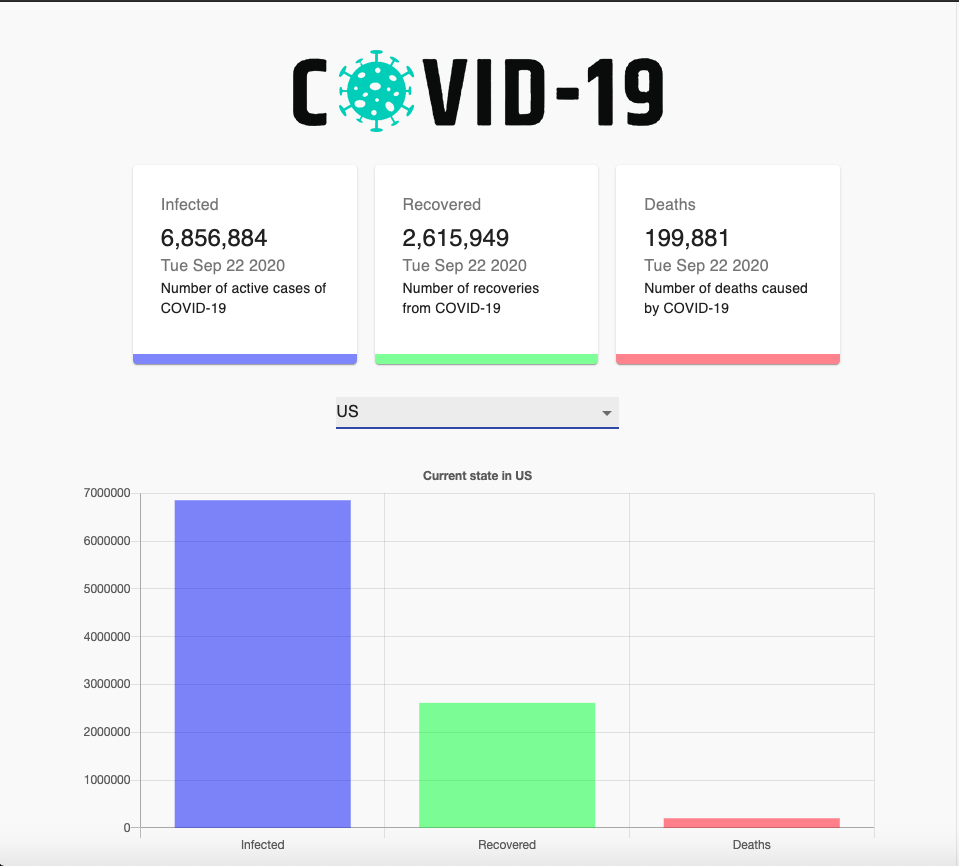 COVID-19
Infected
6,856,884
Tue Sep 22 2020
Number of active cases of
COVID-19
Recovered
2,615,949
Tue Sep 22 2020
Number of recoveries
from COVID-19
Deaths
199,881
Tue Sep 22 2020
Number of deaths caused
by COVID-19
US
Current state in US
7000000
6000000
5000000
4000000
3000000
2000000
1000000
0
Infected
Recovered
Deaths